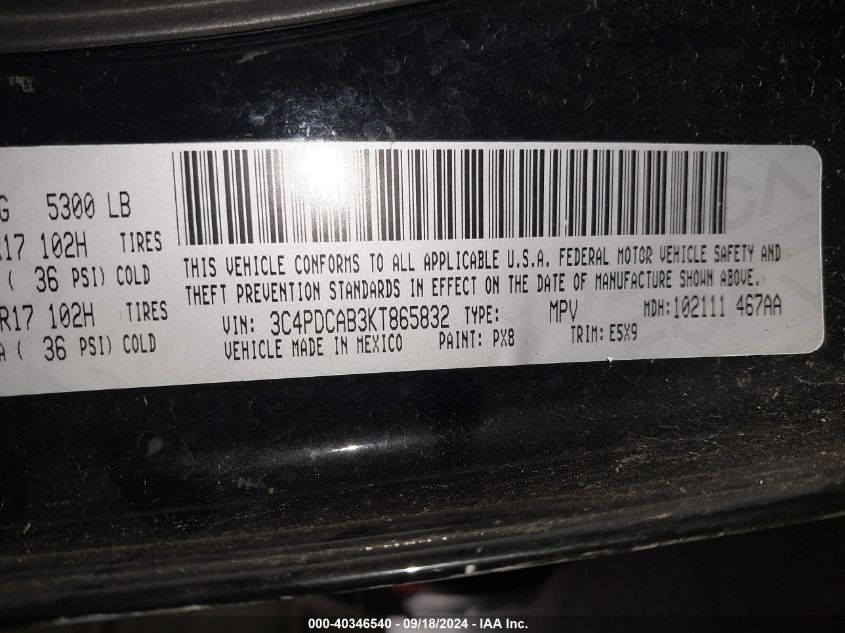 G 5300 LB
R17 102H TIRES
( 36 PSI) COLD
R17 102H TIRES
A ( 36 PSI) COLD
THIS VEHICLE CONFORMS TO ALL APPLICABLE U.S.A. FEDERAL MOTOR VEHICLE SAFETY AND
THEFT PREVENTION STANDARDS IN EFFECT ON THE DATE OF MANUFACTURE SHOWN ABOVE.
VIN: 3C4PDCAB3KT865832 TYPE: MPV MDH:102111 467AA
VEHICLE MADE IN MEXICO PAINT: PX8 TRIM: E5X9
000-40346540 - 09/18/2024 - IAA Inc.